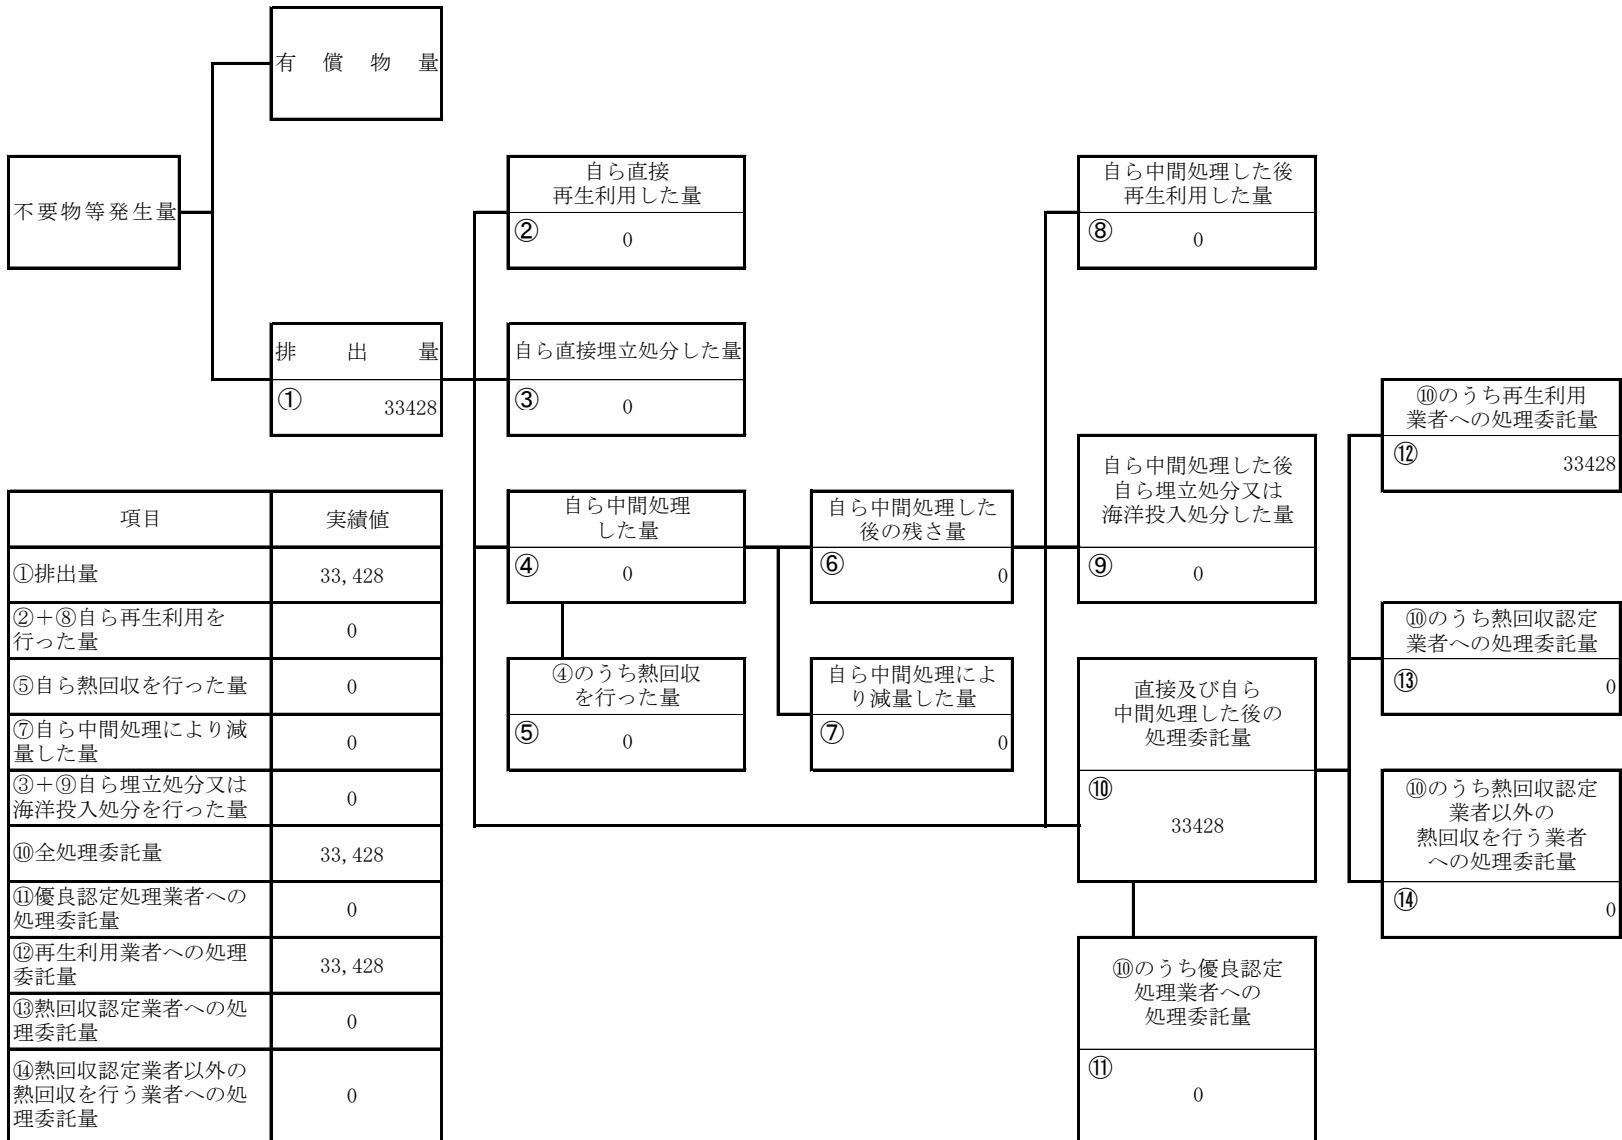 有償物量
不要物等発生量
排出量
① 33428
自ら直接
再生利用した量
② 0
自ら直接埋立処分した量
③ 0
自ら中間処理
した量
④ 0
④のうち熱回収
を行った量
⑤ 0
自ら中間処理した
後の残さ量
⑥ 0
自ら中間処理によ
り減量した量
⑦ 0
自ら中間処理した後
再生利用した量
⑧ 0
自ら中間処理した後
自ら埋立処分又は
海洋投入処分した量
⑨ 0
直接及び自ら
中間処理した後の
処理委託量
⑩
33428
⑩のうち優良認定
処理業者への
処理委託量
⑪
0
⑩のうち再生利用
業者への処理委託量
⑫ 33428
⑩のうち熱回収認定
業者への処理委託量
⑬ 0
⑩のうち熱回収認定
業者以外の
熱回収を行う業者
への処理委託量
⑭ 0
項目 実績値
①排出量 33,428
②+⑧自ら再生利用を
行った量 0
⑤自ら熱回収を行った量 0
⑦自ら中間処理により減
量した量 0
③+⑨自ら埋立処分又は
海洋投入処分を行った量 0
⑩全処理委託量 33,428
⑪優良認定処理業者への
処理委託量 0
⑫再生利用業者への処理
委託量 33,428
⑬熱回収認定業者への処
理委託量 0
⑭熱回収認定業者以外の
熱回収を行う業者への処
理委託量 0